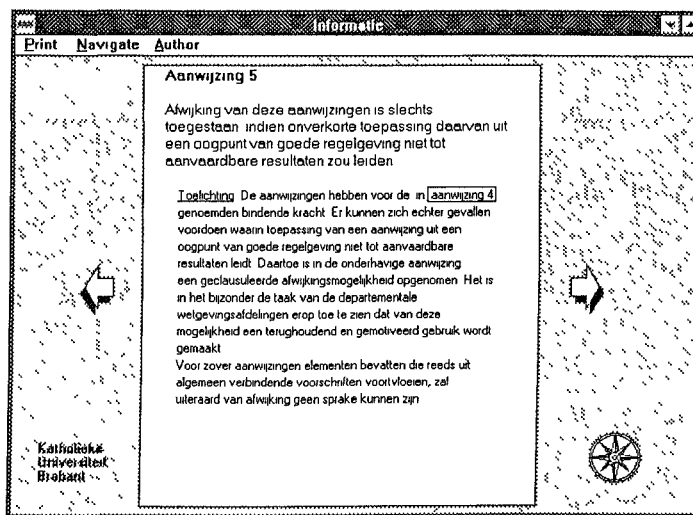 Informatie
Print Navigate Author
Aanwijzing 5
Afwijking van deze aanwijzingen is slechts
toegestaan indien onverkorte toepassing daarvan uit
een oogpunt van goede regelgeving niet tot
aanvaardbare resultaten zou leiden
Toelichting De aanwijzingen hebben voor de in aanwijzing 4
genoemden bindende kracht Er kunnen zich echter gevallen
voordoen waarin toepassing van een aanwijzing uit een
oogpunt van goede regelgeving niet tot aanvaardbare
resultaten leidt Daartoe is in de onderhavige aanwijzing
een geclausuleerde afwijkingsmogelijkheid opgenomen Het is
in het bijzonder de taak van de departementale
wetgevingsafdelingen erop toe te zien dat van deze
mogelijkheid een terughoudend en gemotiveerd gebruik wordt
gemaakt
Voor zover aanwijzingen elementen bevatten die reeds uit
algemeen verbindende voorschriften voortvloeien, zal
uiteraard van afwijking geen sprake kunnen zijn
Katholieke
Universiteit
Brabant